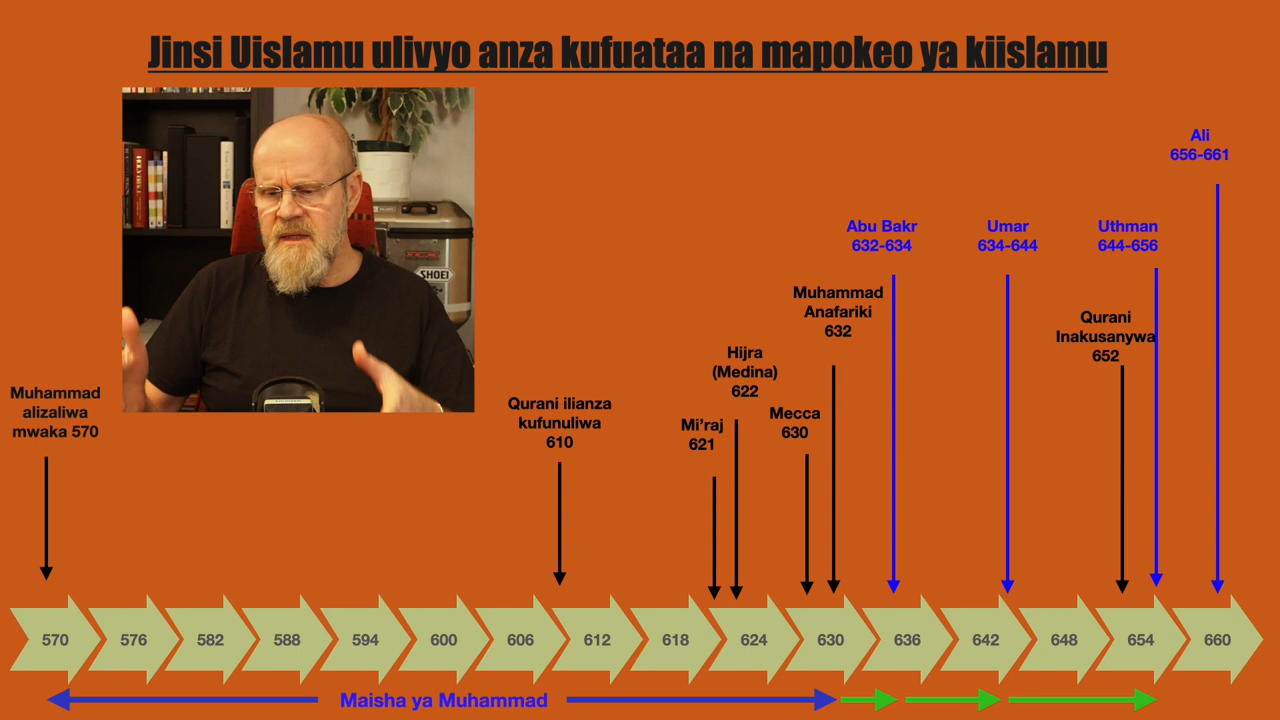 Jinsi Uislamu ulivyo anza kufuataa na mapokeo ya kiislamu
Ali
656-661
Abu Bakr
632-634
Umar
634-644
Uthman
644-656
Muhammad
Anafariki
632
Qurani
Inakusanywa
652
Hijra
(Medina)
622
Muhammad
alizaliwa
mwaka 570
Qurani ilianza
kufunuliwa
610
Mi'raj
621
Mecca
630
SHOEI
570 576 582 588 594 600 606 612 618 624 630 636 642 648 654 660
Maisha ya Muhammad